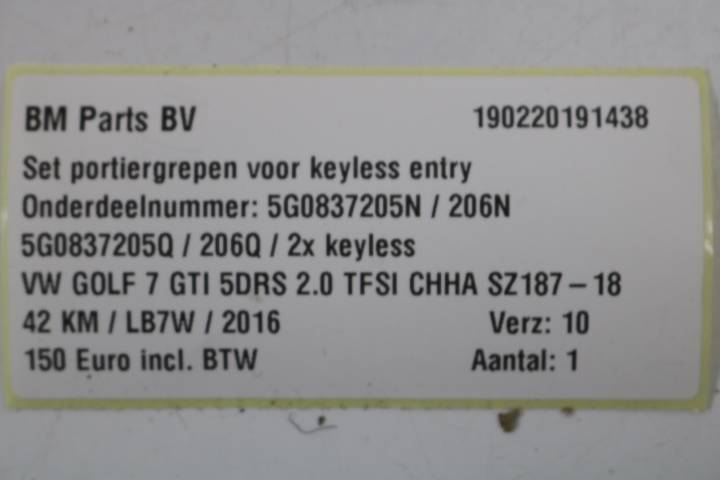 BM Parts BV 190220191438
Set portiergrepen voor keyless entry
Onderdeelnummer: 5G0837205N / 206N
5G0837205Q / 206Q / 2x keyless
VW GOLF 7 GTI 5DRS 2.0 TFSI CHHA SZ187 – 18
42 KM / LB7W / 2016 Verz: 10
150 Euro incl. BTW Aantal: 1